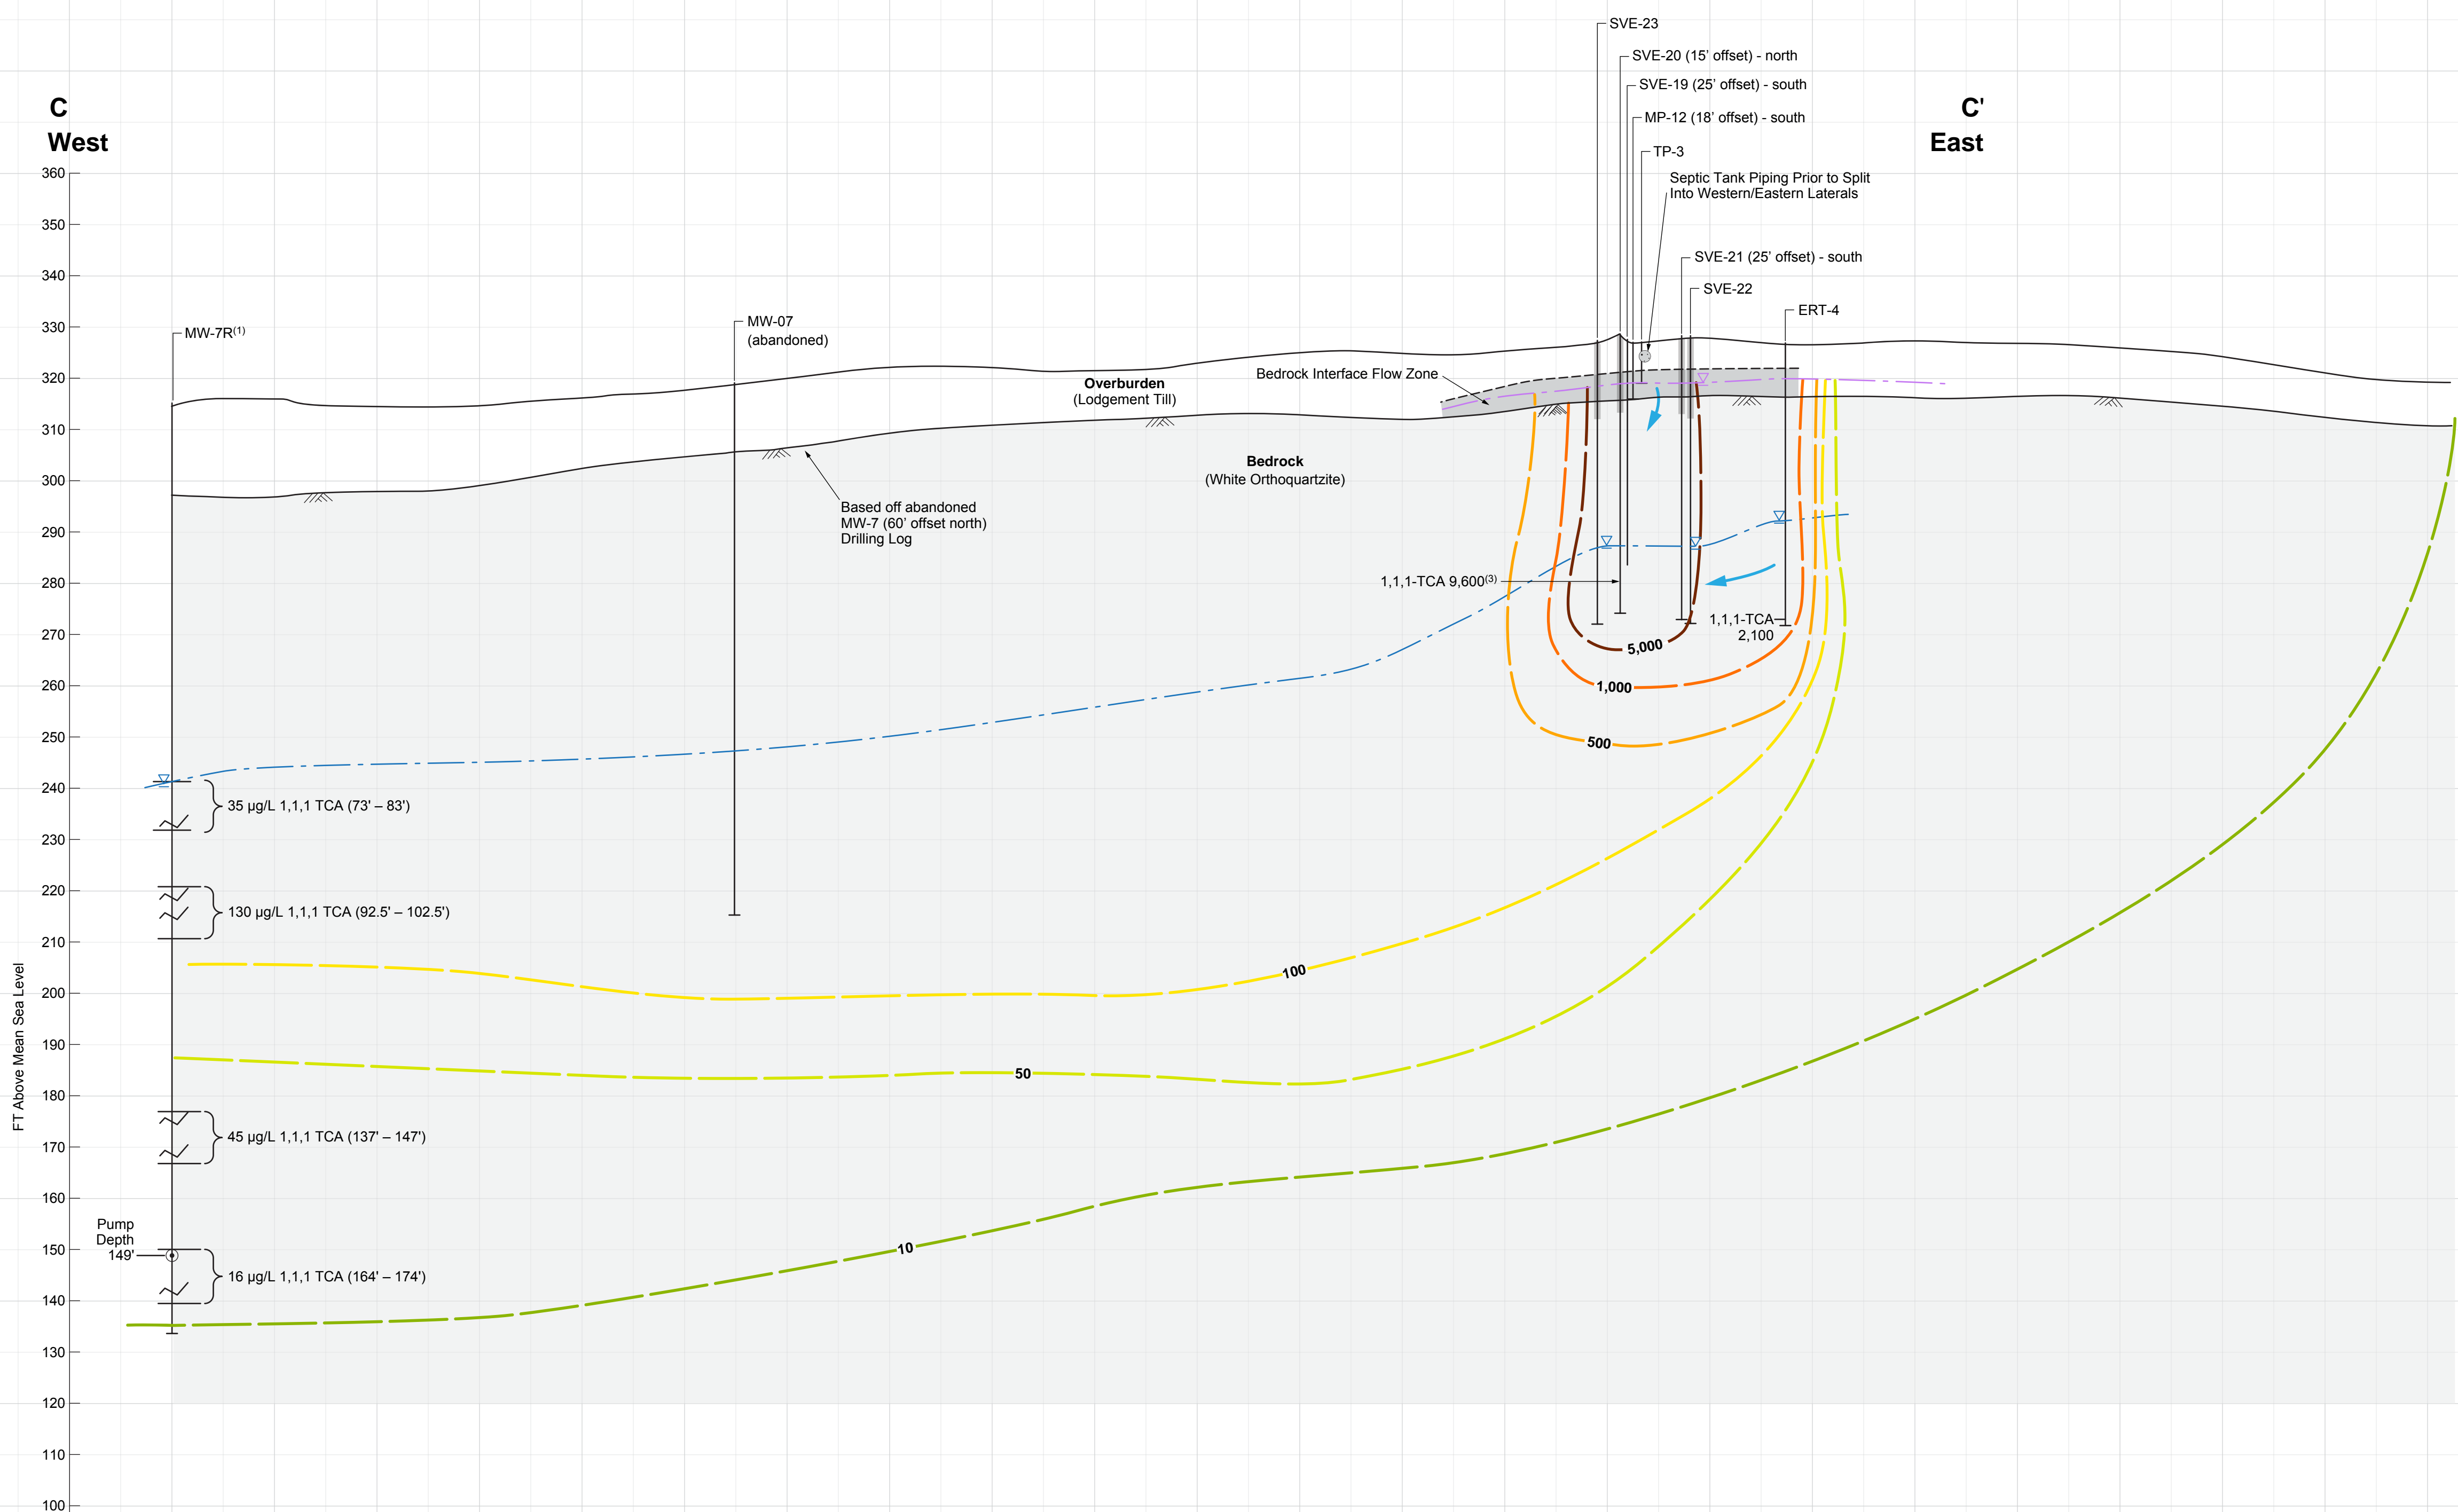 SVE-23
SVE-20 (15’ offset) - north
SVE-19 (25’ offset) - south
MP-12 (18’ offset) - south
TP-3
Septic Tank Piping Prior to Split
Into Western/Eastern Laterals
C
West
C'
East
SVE-21 (25’ offset) - south
SVE-22
ERT-4
MW-7R(1)
MW-07
(abandoned)
Overburden
(Lodgement Till)
Bedrock Interface Flow Zone
Bedrock
(White Orthoquartzite)
Based off abandoned
MW-7 (60’ offset north)
Drilling Log
1,1,1-TCA 9,600(3)
1,1,1-TCA
2,100
5,000
1,000
500
100
50
10
35 µg/L 1,1,1 TCA (73' – 83')
130 µg/L 1,1,1 TCA (92.5' – 102.5')
45 µg/L 1,1,1 TCA (137' – 147')
16 µg/L 1,1,1 TCA (164' – 174')
Pump
Depth
149'
FT Above Mean Sea Level
360
350
340
330
320
310
300
290
280
270
260
250
240
230
220
210
200
190
180
170
160
150
140
130
120
110
100